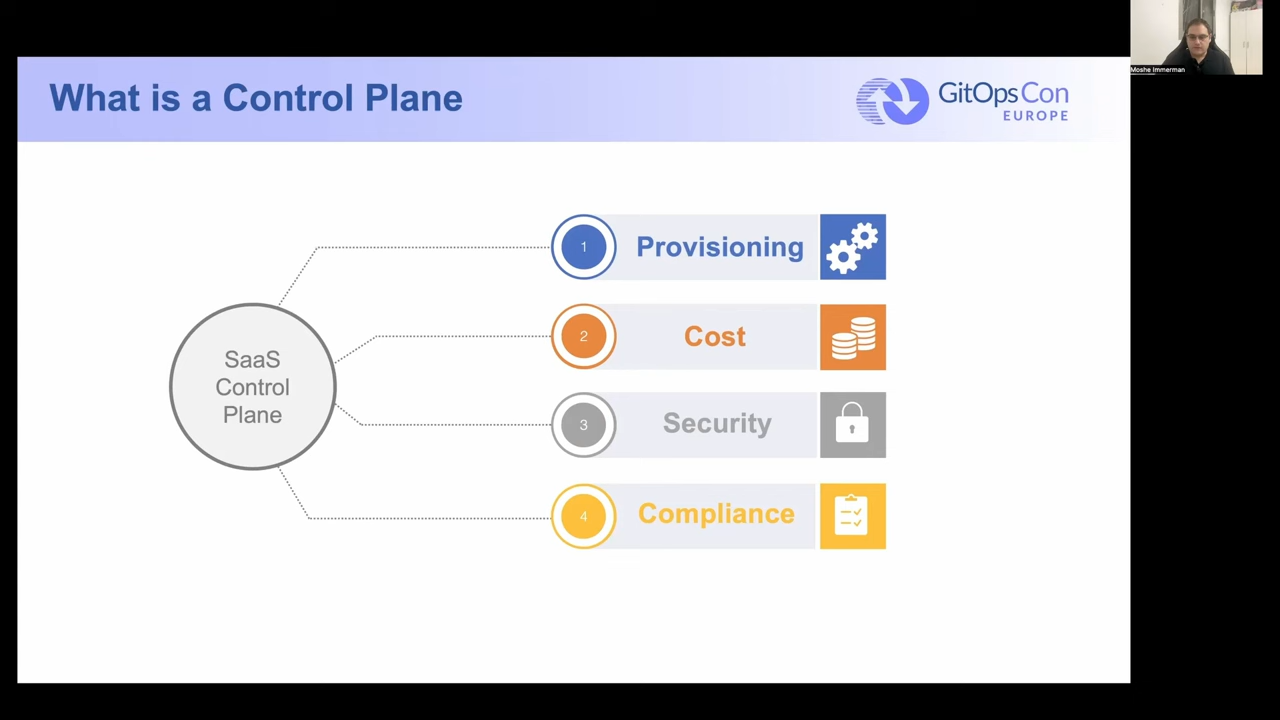 What is a Control Plane
GitOpsCon
EUROPE
Moshe Immerman
SaaS
Control
Plane
1
Provisioning
2
Cost
3
Security
4
Compliance